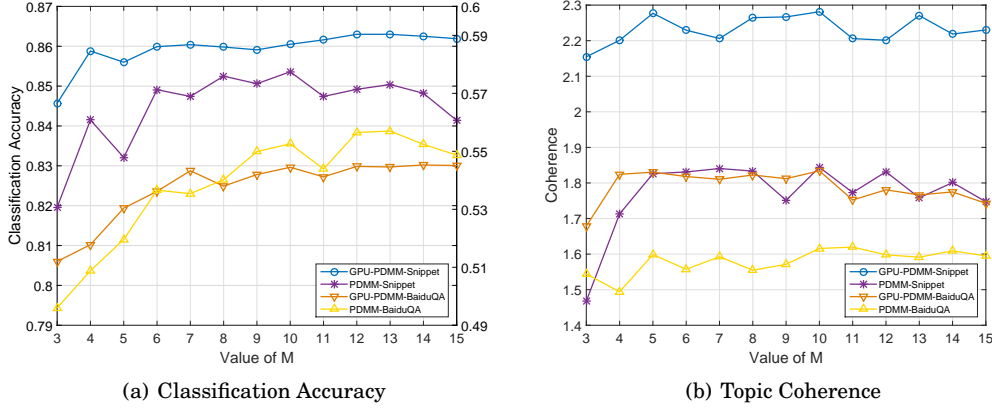 0.87
0.86
0.85
0.84
0.83
0.82
0.81
0.8
0.79
Classification Accuracy
0.6
0.59
0.57
0.55
0.53
0.51
0.49
3 4 5 6 7 8 9 10 11 12 13 14 15
Value of M
GPU-PDMM-Snippet
PDMM-Snippet
GPU-PDMM-BaiduQA
PDMM-BaiduQA
(a) Classification Accuracy
2.3
2.2
2.1
2
1.9
1.8
1.7
1.6
1.5
1.4
Coherence
3 4 5 6 7 8 9 10 11 12 13 14 15
Value of M
GPU-PDMM-Snippet
PDMM-Snippet
GPU-PDMM-BaiduQA
PDMM-BaiduQA
(b) Topic Coherence